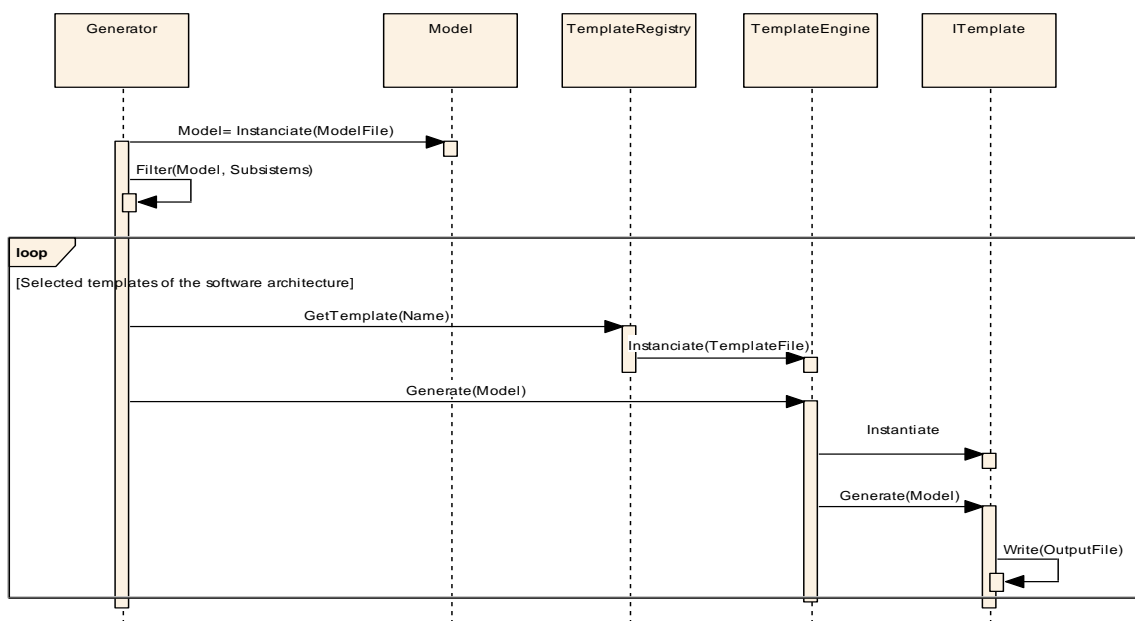 Generator
Model
TemplateRegistry
TemplateEngine
ITemplate
Model= Instanciate(ModelFile)
Filter(Model, Subsistems)
loop
[Selected templates of the software architecture]
GetTemplate(Name)
Instanciate(TemplateFile)
Generate(Model)
Instantiate
Generate(Model)
Write(OutputFile)